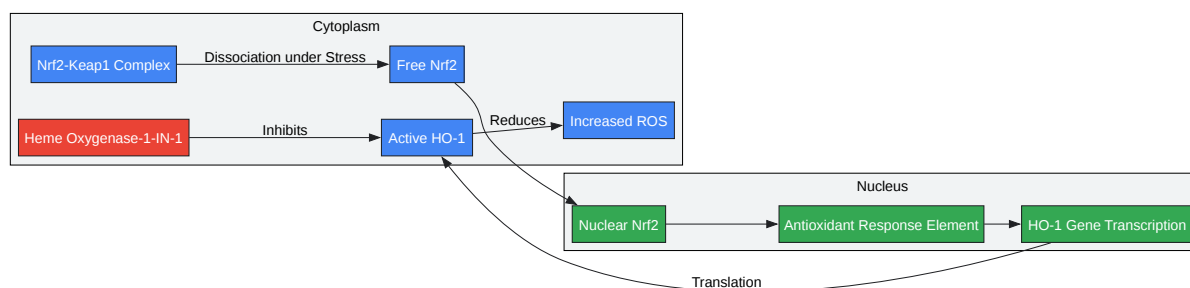 Cytoplasm
Nrf2-Keap1 Complex
Dissociation under Stress
Free Nrf2
Heme Oxygenase-1-IN-1
Inhibits
Active HO-1
Reduces
Increased ROS
Nucleus
Nuclear Nrf2
Antioxidant Response Element
HO-1 Gene Transcription
Translation